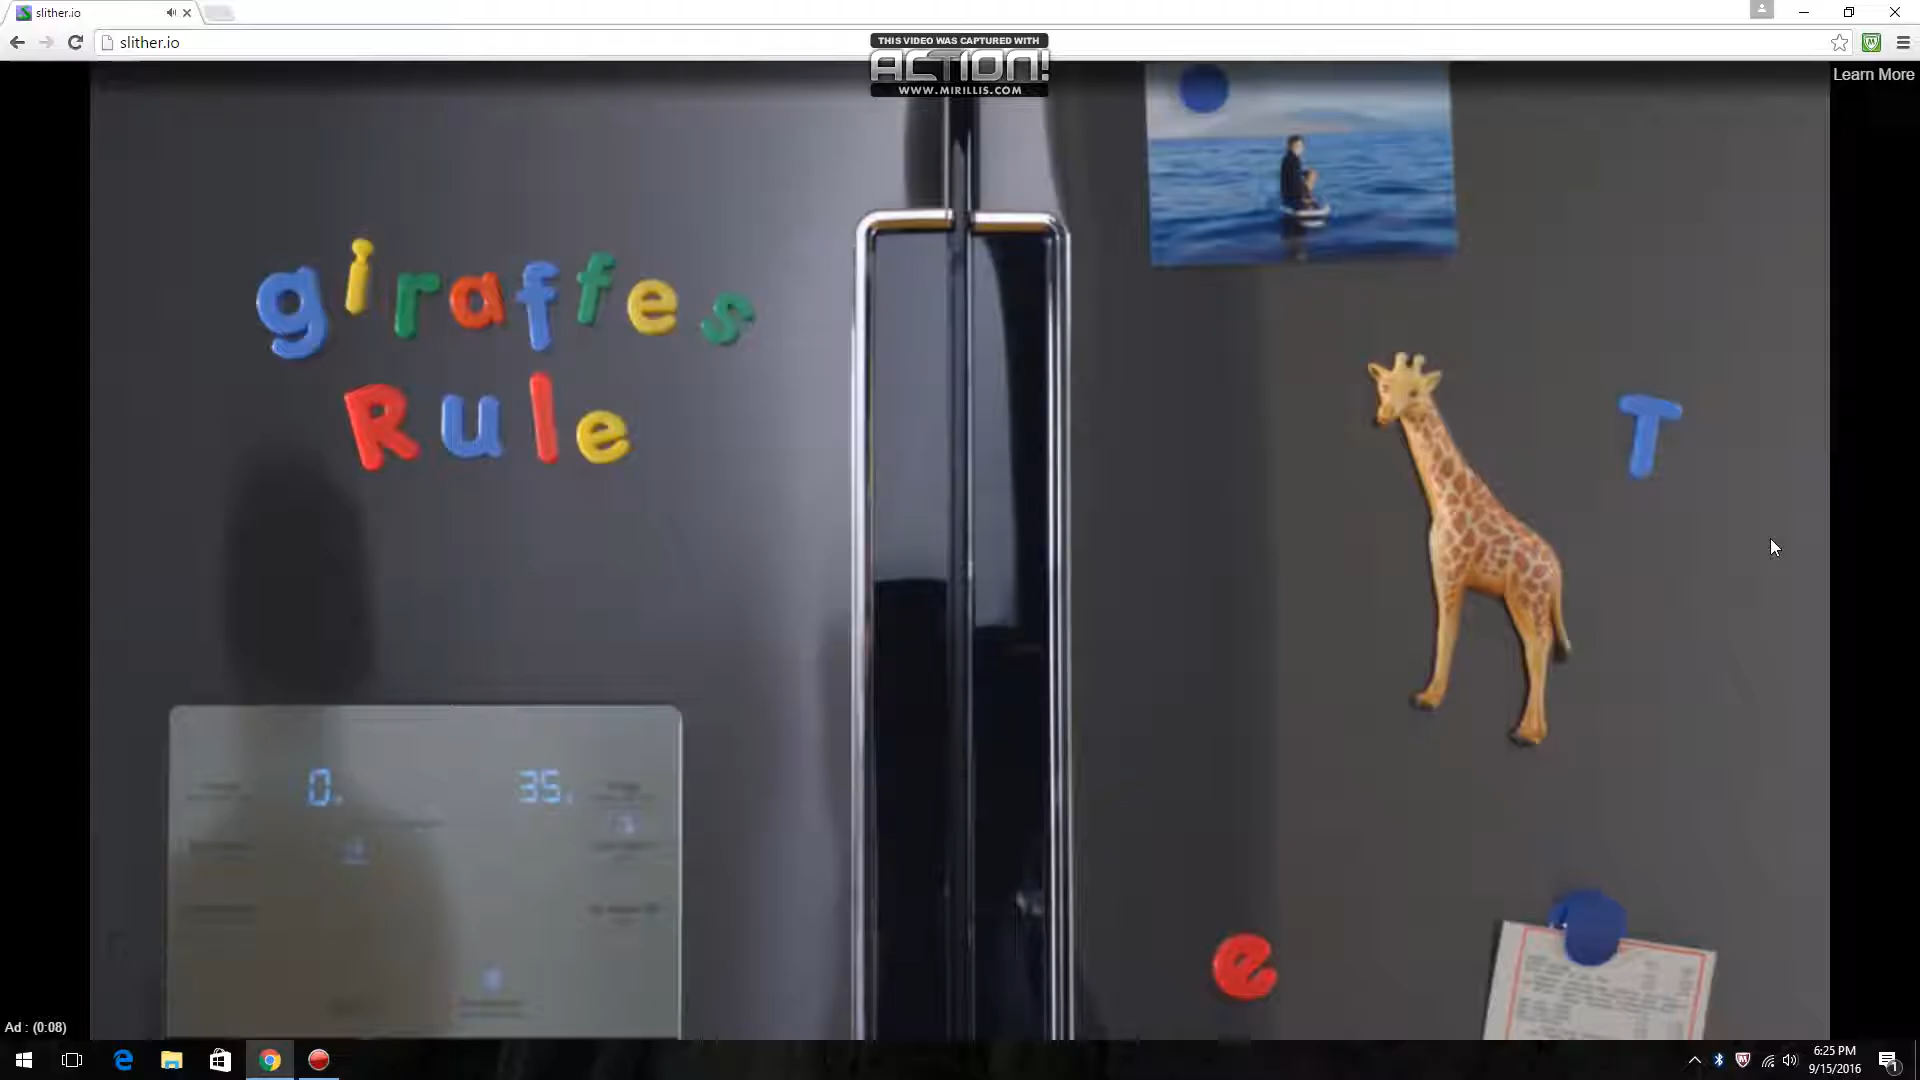 slither.io
slither.io
THIS VIDEO WAS CAPTURED WITH
ACTION!
WWW.MIRILLIS.COM
Learn More
giraffes
Rule
T
0.
35.
e
Ad : (0:08)
6:25 PM
9/15/2016
1